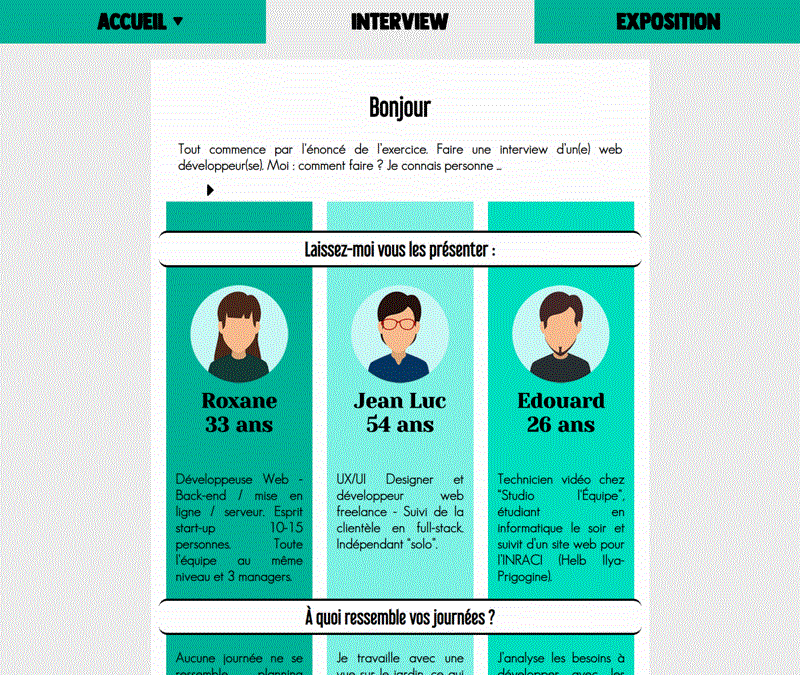 ACCUEIL ▼
INTERVIEW
EXPOSITION
Bonjour
Tout commence par l'énoncé de l'exercice. Faire une interview d'un(e) web
développeur(se). Moi : comment faire ? Je connais personne ...
Laissez-moi vous les présenter :
Roxane
33 ans
Développeuse Web -
Back-end / mise en
ligne / serveur. Esprit
start-up 10-15
personnes. Toute
l'équipe au même
niveau et 3 managers.
Jean Luc
54 ans
UX/UI Designer et
développeur web
freelance - Suivi de la
clientèle en full-stack.
Indépendant "solo".
Edouard
26 ans
Technicien vidéo chez
"Studio l'Équipe",
étudiant en
informatique le soir et
suivit d'un site web pour
l'INRACI (Helb Ilya-
Prigogine).
À quoi ressemble vos journées ?
Aucune journée ne se
ressemble planning
Je travaille avec une
vue sur le jardin, ce qui
J'analyse les besoins à
développer avec les